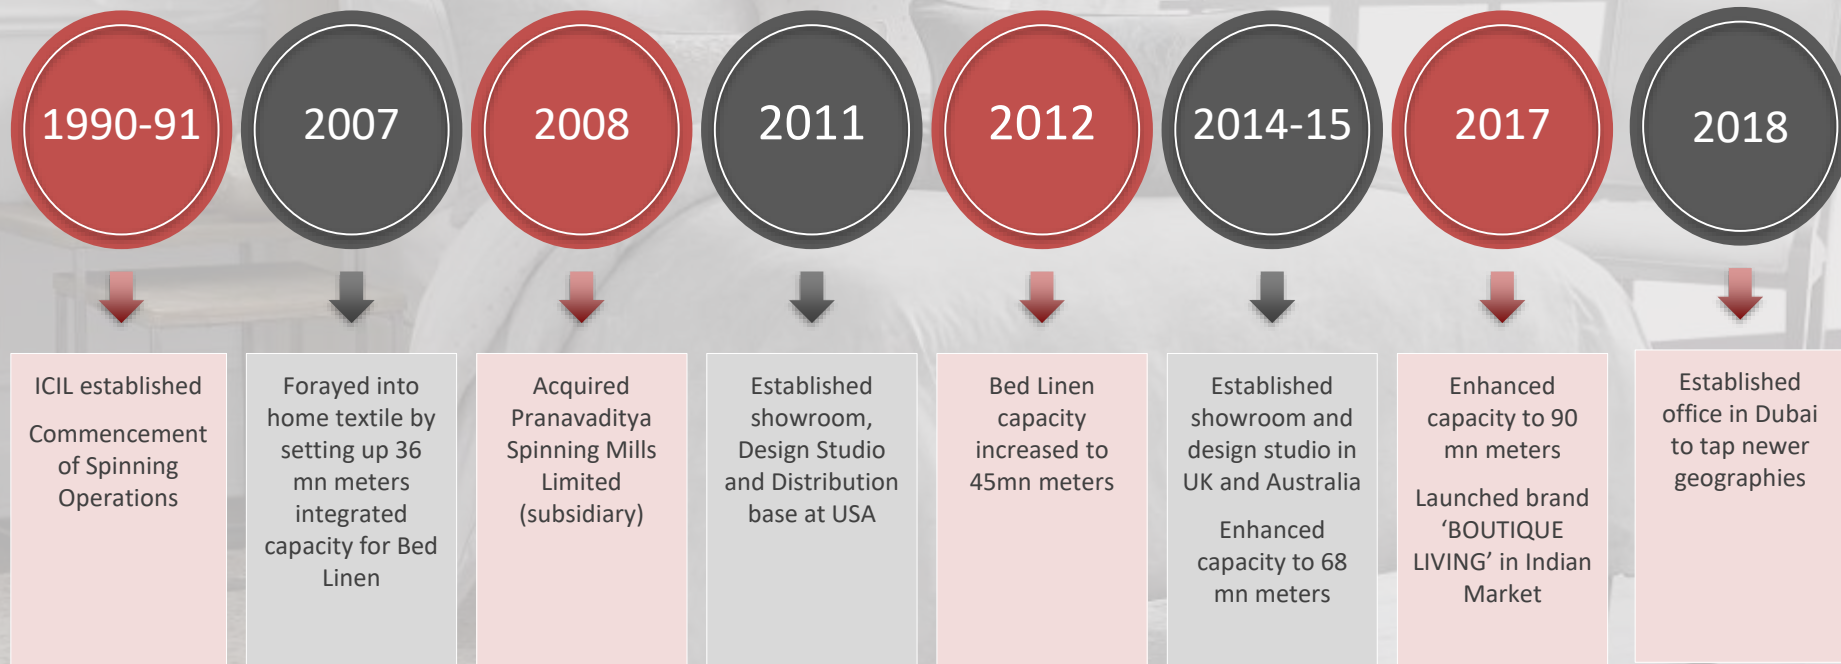 1990-91
2007
2008
2011
2012
2014-15
2017
2018
ICIL established
Commencement
of Spinning
Operations
Forayed into
home textile by
setting up 36
mn meters
integrated
capacity for Bed
Linen
Acquired
Pranavaditya
Spinning Mills
Limited
(subsidiary)
Established
showroom,
Design Studio
and Distribution
base at USA
Bed Linen
capacity
increased to
45mn meters
Established
showroom and
design studio in
UK and Australia
Enhanced
capacity to 68
mn meters
Enhanced
capacity to 90
mn meters
Launched brand
‘BOUTIQUE
LIVING’ in Indian
Market
Established
office in Dubai
to tap newer
geographies